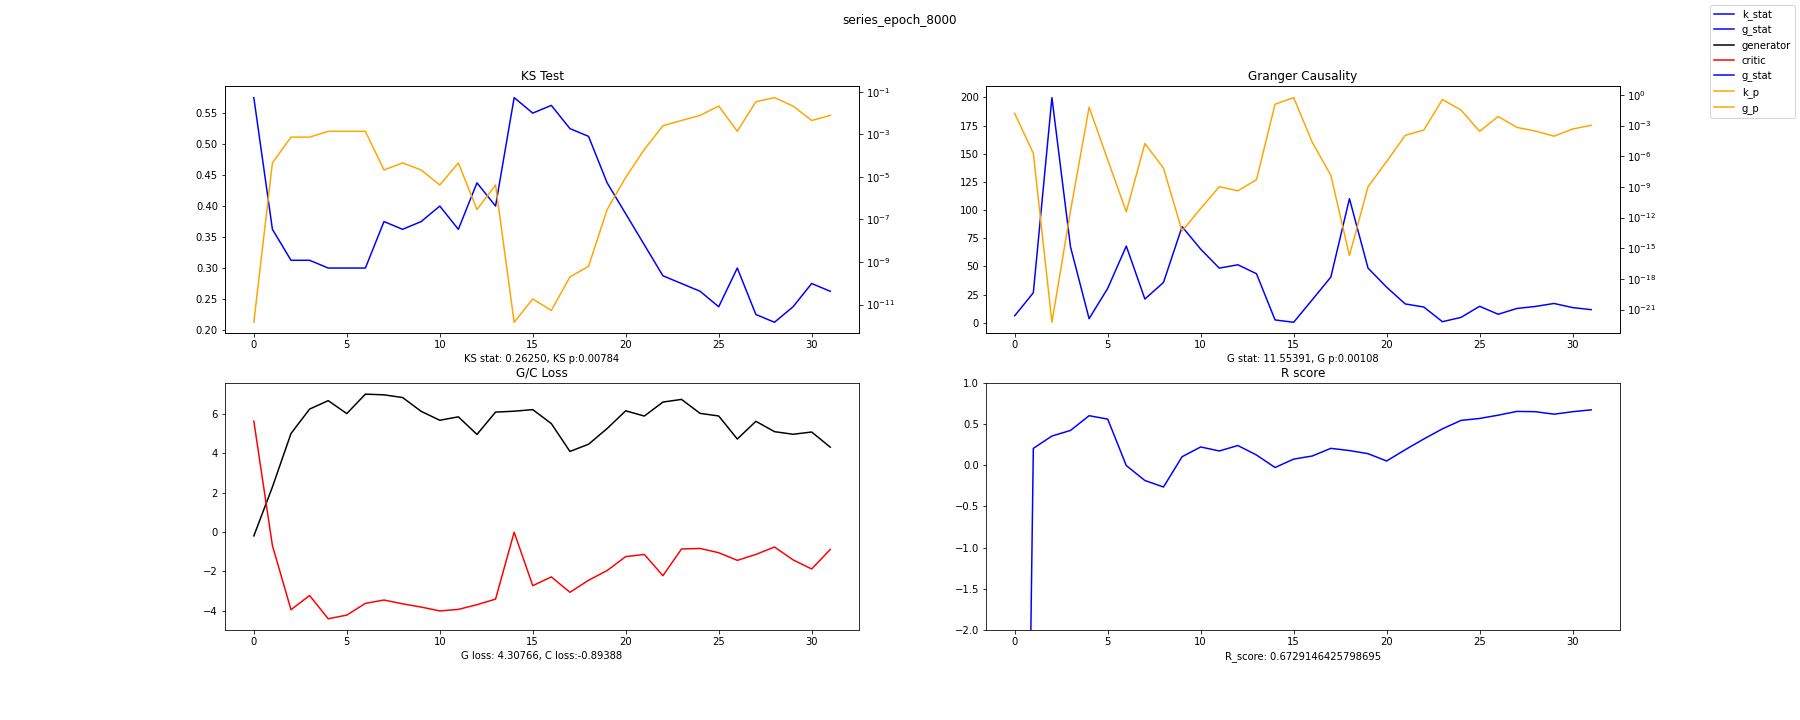 series_epoch_8000
k_stat
g_stat
generator
critic
g_stat
k_p
g_p
KS Test
0.55
0.50
0.45
0.40
0.35
0.30
0.25
0.20
10⁻¹
10⁻³
10⁻⁵
10⁻⁷
10⁻⁹
10⁻¹¹
0 5 10 15 20 25 30
KS stat: 0.26250, KS p:0.00784
Granger Causality
200
175
150
125
100
75
50
25
0
10⁰
10⁻³
10⁻⁶
10⁻⁹
10⁻¹²
10⁻¹⁵
10⁻¹⁸
10⁻²¹
0 5 10 15 20 25 30
G stat: 11.55391, G p:0.00108
G/C Loss
6
4
2
0
−2
−4
0 5 10 15 20 25 30
G loss: 4.30766, C loss:-0.89388
R score
1.0
0.5
0.0
−0.5
−1.0
−1.5
−2.0
0 5 10 15 20 25 30
R_score: 0.6729146425798695